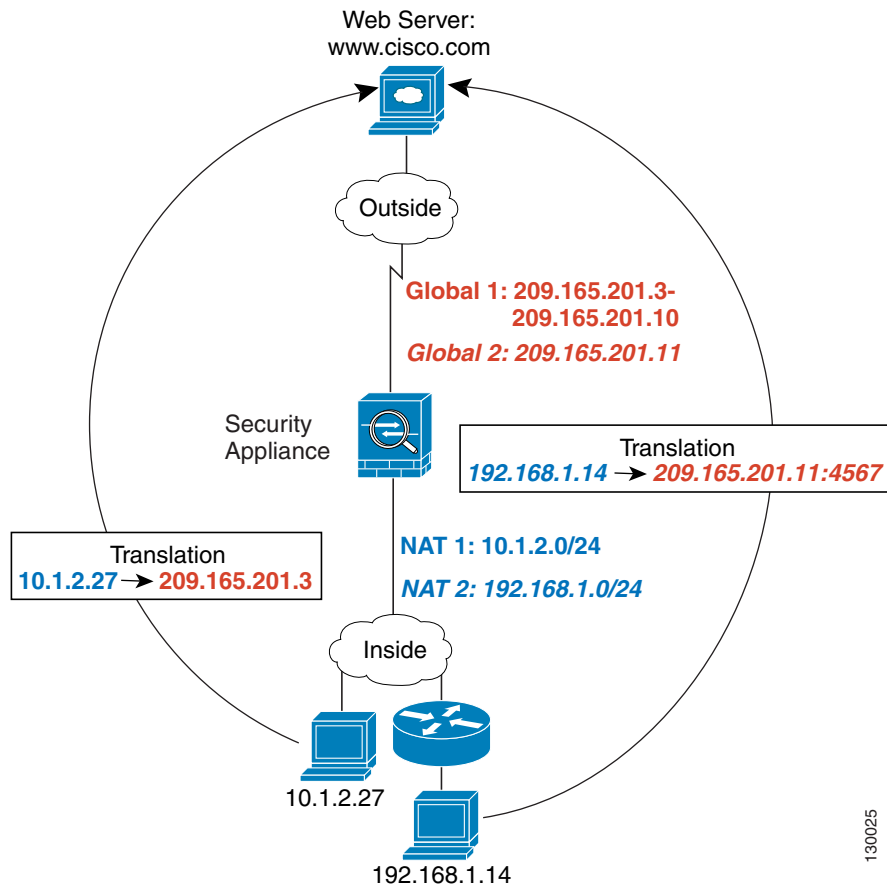 Web Server:
www.cisco.com
Outside
Global 1: 209.165.201.3-
209.165.201.10
Global 2: 209.165.201.11
Security
Appliance
Translation
192.168.1.14 → 209.165.201.11:4567
NAT 1: 10.1.2.0/24
NAT 2: 192.168.1.0/24
Translation
10.1.2.27 → 209.165.201.3
Inside
10.1.2.27
192.168.1.14
130025